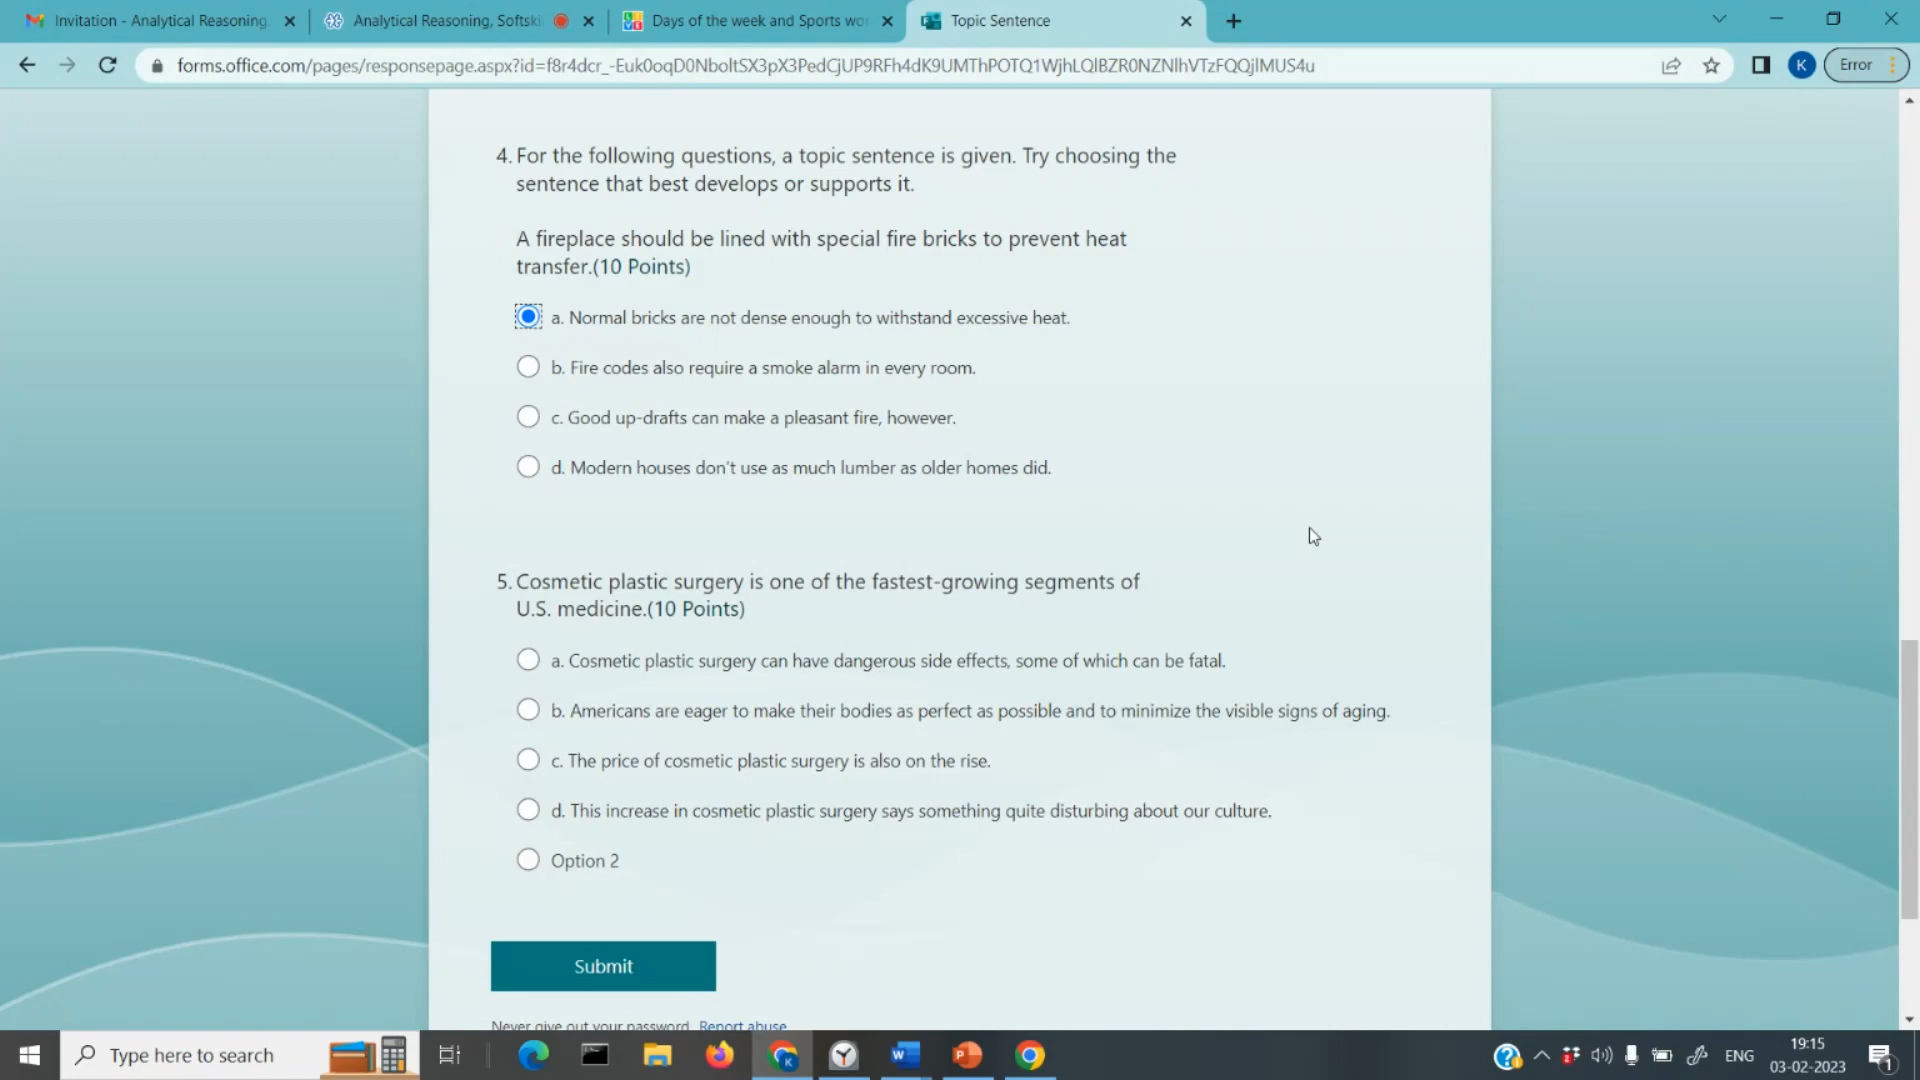 Invitation - Analytical Reasoning,
Analytical Reasoning, Softski
Days of the week and Sports wo
Topic Sentence
forms.office.com/pages/responsepage.aspx?id=f8r4dcr_-Euk0oqD0NboltSX3pX3PedCjUP9RFh4dK9UMThPOTQ1WjhLQlBZR0NZNlhVTzFQQjlMUS4u
K
Error
4. For the following questions, a topic sentence is given. Try choosing the
sentence that best develops or supports it.
A fireplace should be lined with special fire bricks to prevent heat
transfer.(10 Points)
a. Normal bricks are not dense enough to withstand excessive heat.
b. Fire codes also require a smoke alarm in every room.
c. Good up-drafts can make a pleasant fire, however.
d. Modern houses don't use as much lumber as older homes did.
5. Cosmetic plastic surgery is one of the fastest-growing segments of
U.S. medicine.(10 Points)
a. Cosmetic plastic surgery can have dangerous side effects, some of which can be fatal.
b. Americans are eager to make their bodies as perfect as possible and to minimize the visible signs of aging.
c. The price of cosmetic plastic surgery is also on the rise.
d. This increase in cosmetic plastic surgery says something quite disturbing about our culture.
Option 2
Submit
Never give out your password. Report abuse
Type here to search
ENG
19:15
03-02-2023
1